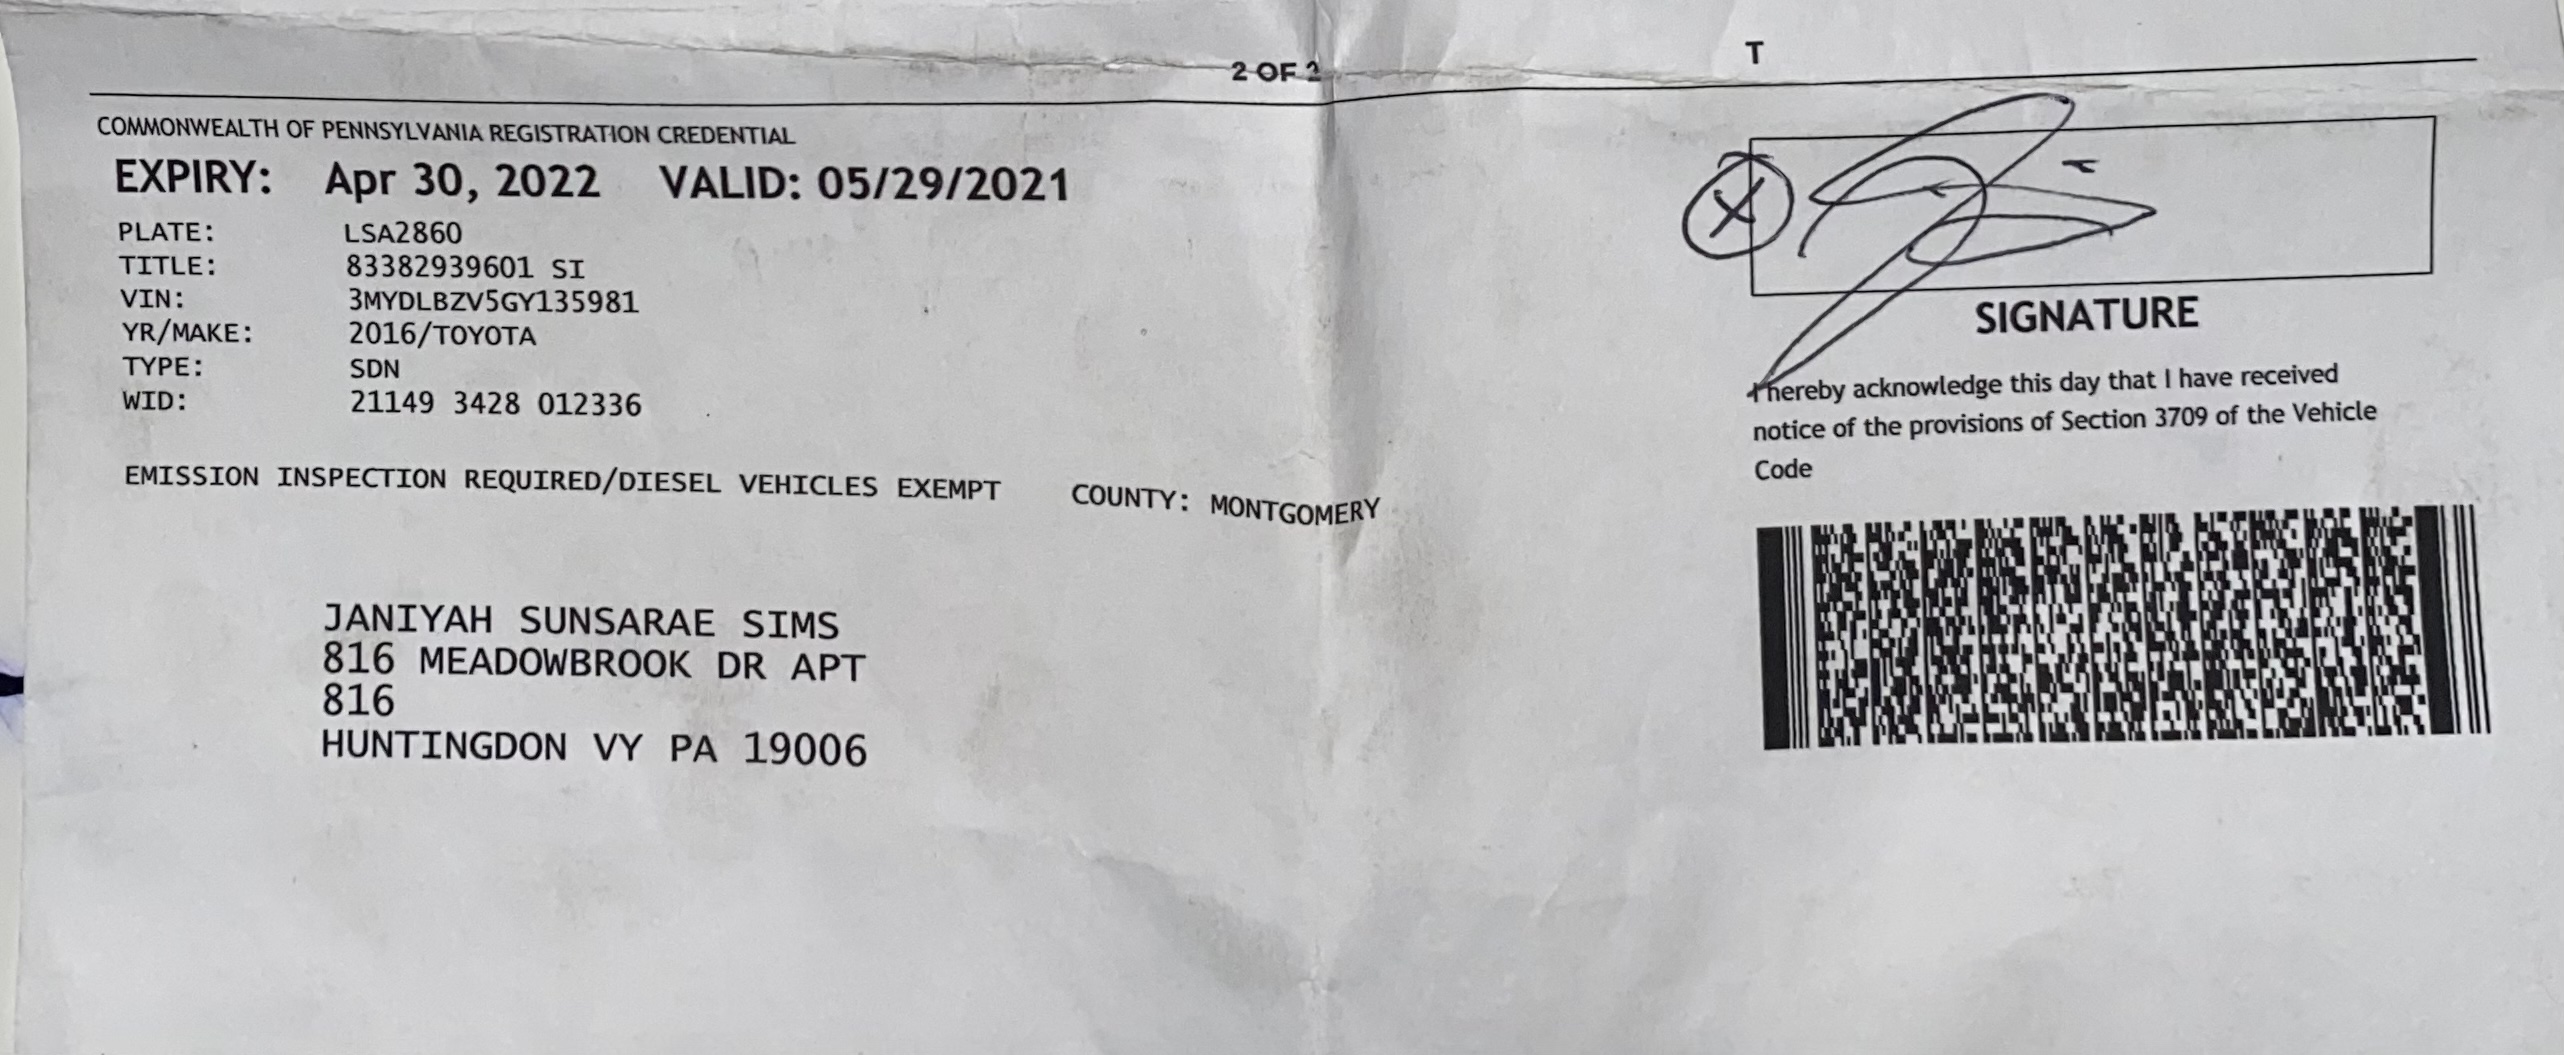 2 OF 2
T
COMMONWEALTH OF PENNSYLVANIA REGISTRATION CREDENTIAL
EXPIRY: Apr 30, 2022 VALID: 05/29/2021
PLATE: LSA2860
TITLE: 83382939601 SI
VIN: 3MYDLBZV5GY135981
YR/MAKE: 2016/TOYOTA
TYPE: SDN
WID: 21149 3428 012336
EMISSION INSPECTION REQUIRED/DIESEL VEHICLES EXEMPT COUNTY: MONTGOMERY
JANIYAH SUNSARAE SIMS
816 MEADOWBROOK DR APT
816
HUNTINGDON VY PA 19006
X
SIGNATURE
I hereby acknowledge this day that I have received
notice of the provisions of Section 3709 of the Vehicle
Code